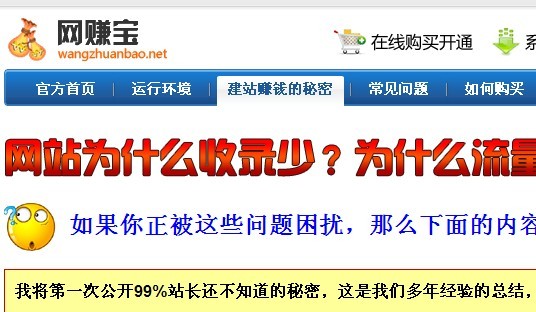 网赚宝
wangzhuanbao.net
在线购买开通
系
官方首页
运行环境
建站赚钱的秘密
常见问题
如何购买
网站为什么收录少？为什么流量
如果你正被这些问题困扰，那么下面的内容
我将第一次公开99%站长还不知道的秘密，这是我们多年经验的总结，